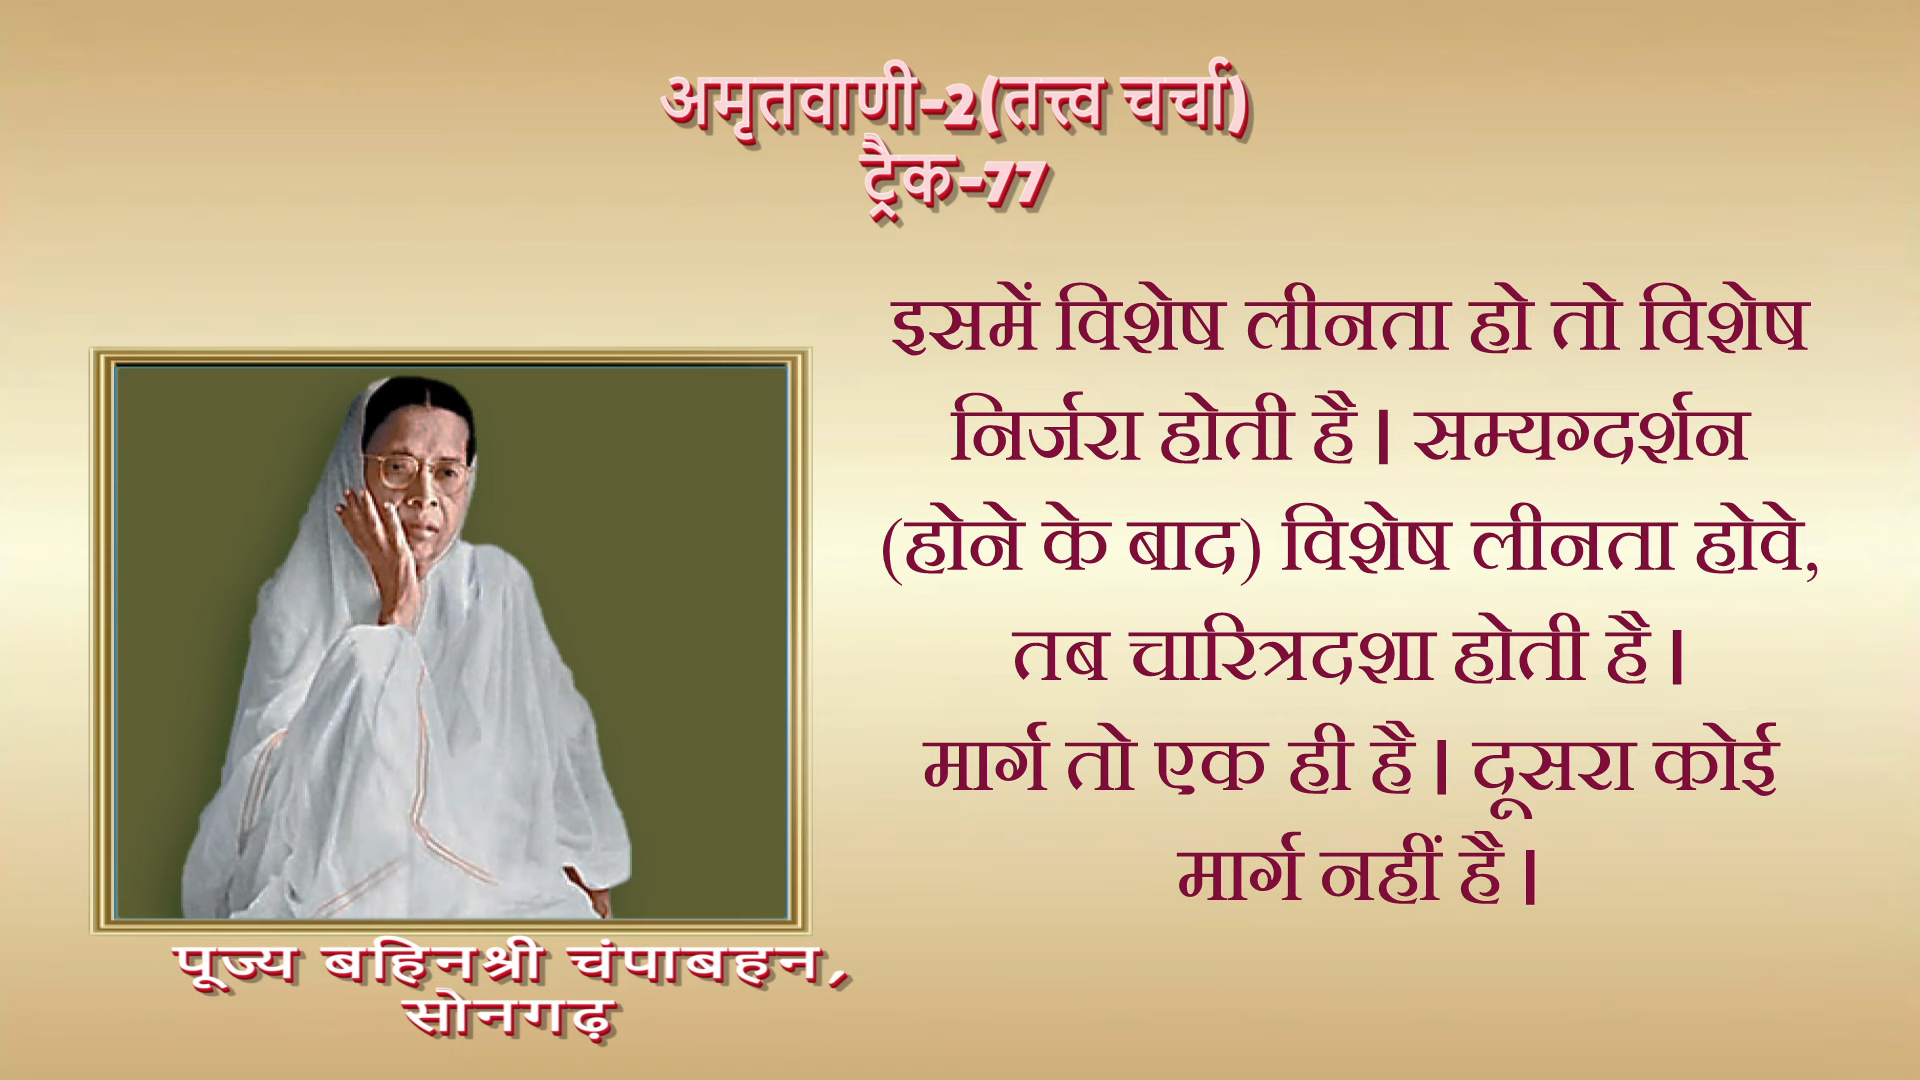 अमृतवाणी-2(तत्त्व चर्चा)
ट्रैक-77
इसमें विशेष लीनता हो तो विशेष
निर्जरा होती है। सम्यग्दर्शन
(होने के बाद) विशेष लीनता होवे,
तब चारित्रदशा होती है।
मार्ग तो एक ही है। दूसरा कोई
मार्ग नहीं है।
पूज्य बहिनश्री चंपाबहन,
सोनगढ़